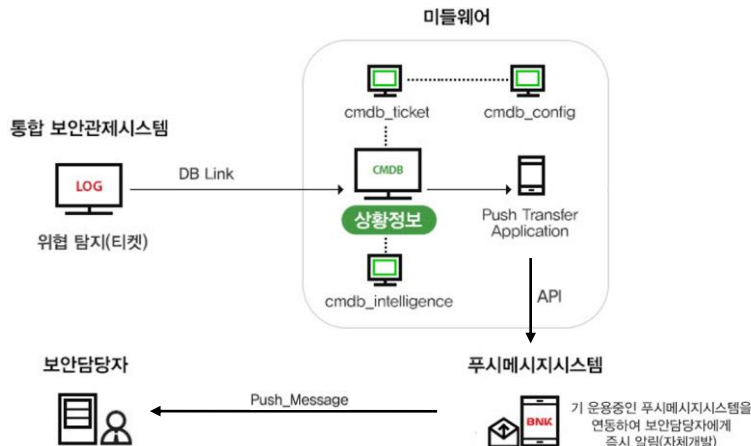 미들웨어
cmdb_ticket
cmdb_config
통합 보안관제시스템
LOG
DB Link
CMDB
상황정보
위협 탐지(티켓)
Push Transfer
Application
cmdb_intelligence
API
보안담당자
푸시메시지시스템
Push_Message
BNK
기 운용중인 푸시메시지시스템을
연동하여 보안담당자에게
즉시 알림(자체개발)